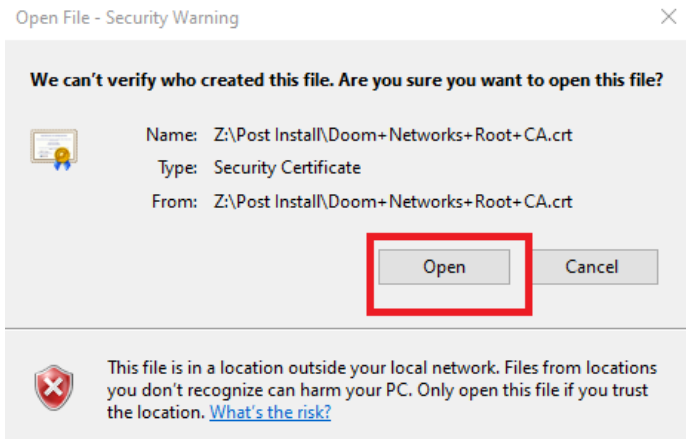 Open File - Security Warning
We can't verify who created this file. Are you sure you want to open this file?
Name: Z:\Post Install\Doom+Networks+Root+CA.crt
Type: Security Certificate
From: Z:\Post Install\Doom+Networks+Root+CA.crt
Open Cancel
This file is in a location outside your local network. Files from locations
you don't recognize can harm your PC. Only open this file if you trust
the location. What's the risk?